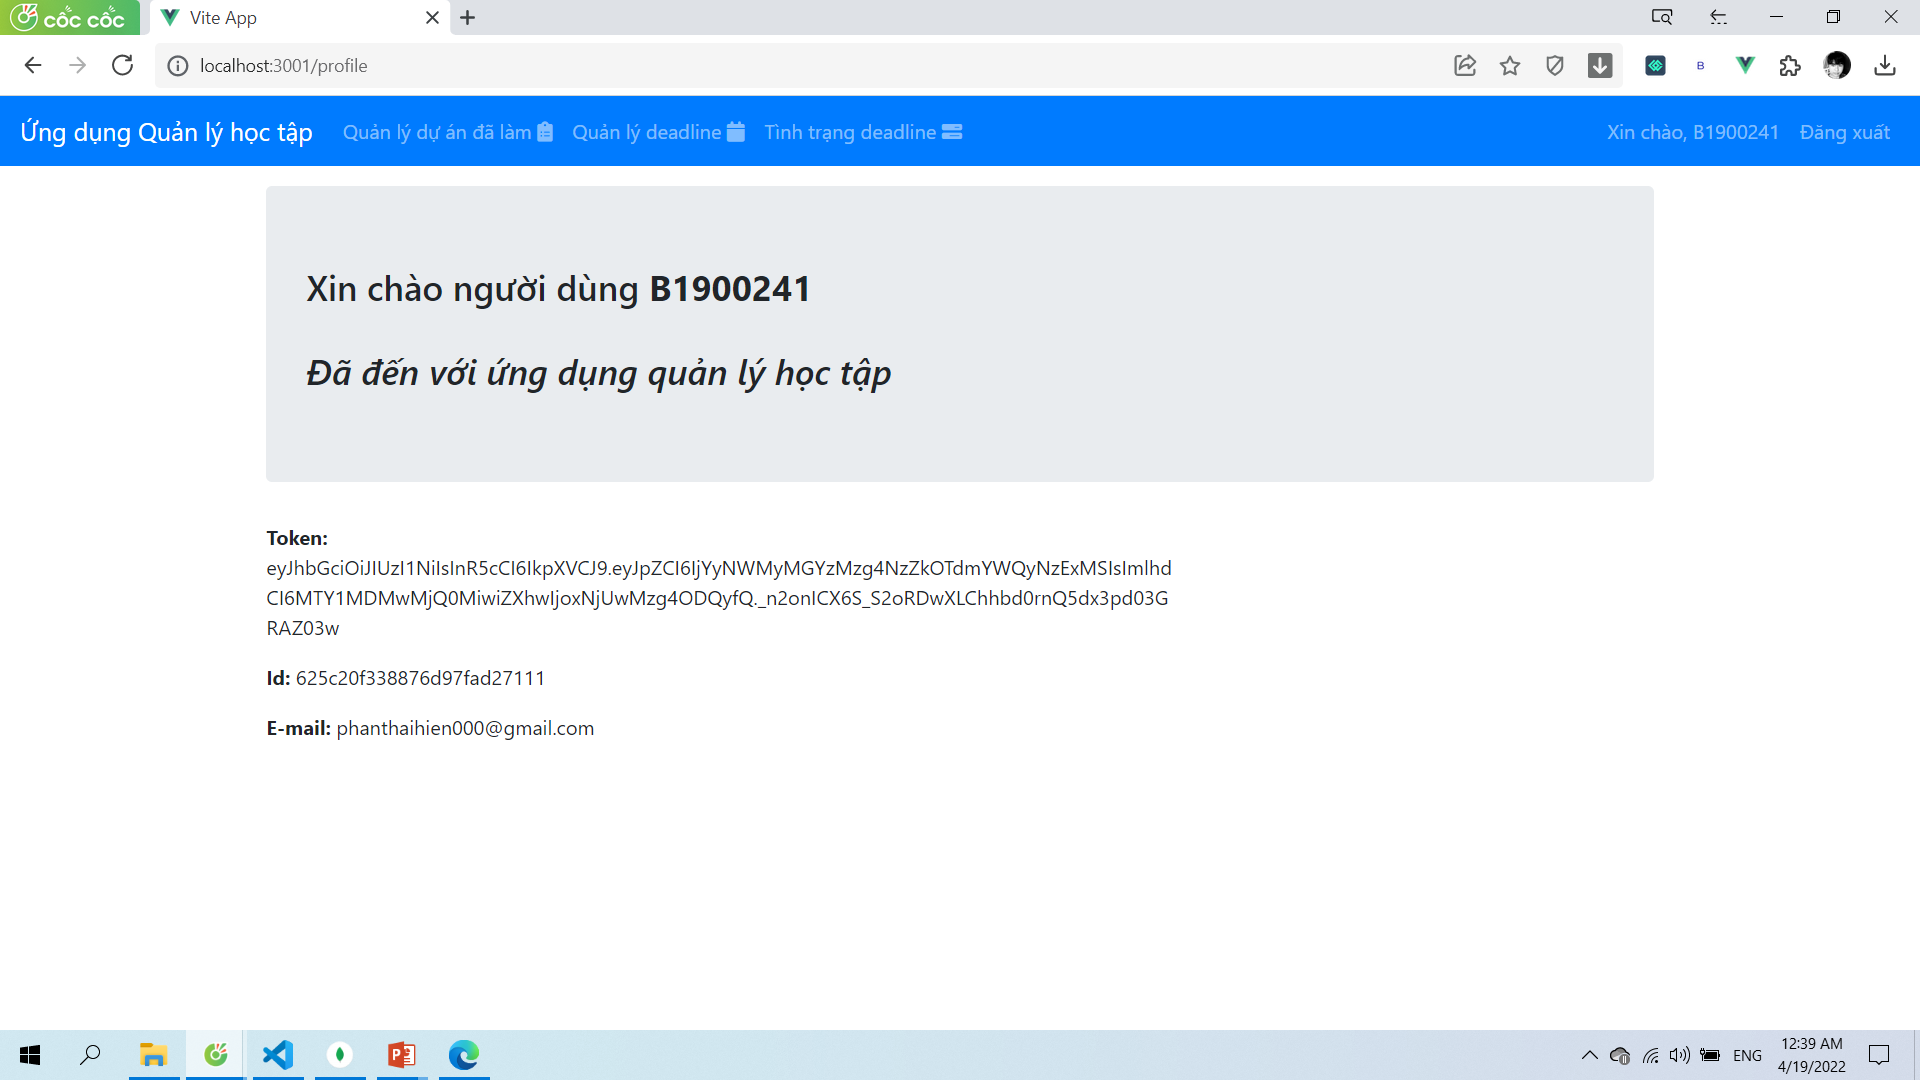 cốc cốc
Vite App
localhost:3001/profile
B
Ứng dụng Quản lý học tập
Quản lý dự án đã làm
Quản lý deadline
Tình trạng deadline
Xin chào, B1900241
Đăng xuất
Xin chào người dùng B1900241
Đã đến với ứng dụng quản lý học tập
Token:
eyJhbGciOiJIUzI1NiIsInR5cCI6IkpXVCJ9.eyJpZCI6IjYyNWMyMGYzMzg4NzZkOTdmYWQyNzExMSIsImlhd
CI6MTY1MDMwMjQ0MiwiZXhwIjoxNjUwMzg4ODQyfQ._n2onICX6S_S2oRDwXLChhbd0rnQ5dx3pd03G
RAZ03w
Id: 625c20f338876d97fad27111
E-mail: phanthaihien000@gmail.com
ENG
12:39 AM
4/19/2022